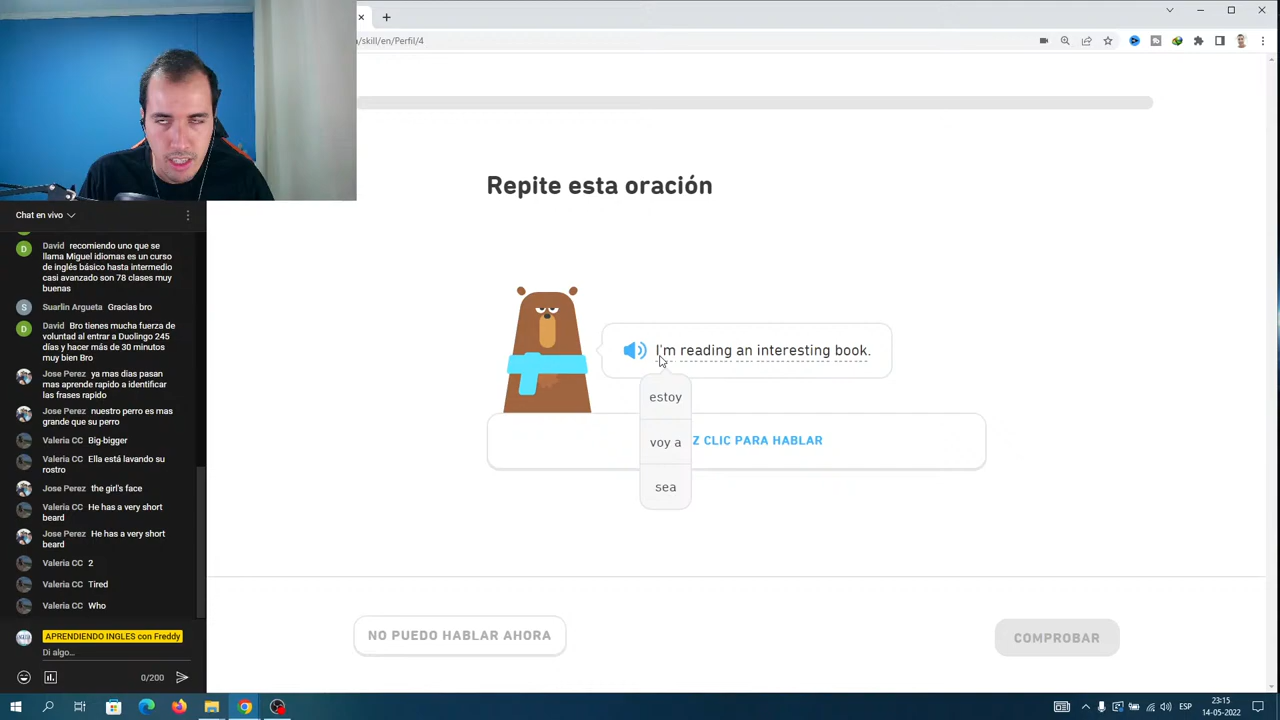 /skill/en/Perfil/4
Repite esta oración
I'm reading an interesting book.
estoy
voy a
sea
Z CLIC PARA HABLAR
NO PUEDO HABLAR AHORA
COMPROBAR
Chat en vivo
David recomiendo uno que se
llama Miguel idiomas es un curso
de inglés básico hasta intermedio
casi avanzado son 78 clases muy
buenas
Suarlin Argueta Gracias bro
David Bro tienes mucha fuerza de
voluntad al entrar a Duolingo 245
días y hacer más de 30 minutos
muy bien Bro
Jose Perez ya mas dias pasan
mas aprende rapido a identificar
las frases rapido
Jose Perez nuestro perro es mas
grande que su perro
Valeria CC Big-bigger
Valeria CC Ella está lavando su
rostro
Jose Perez the girl's face
Valeria CC He has a very short
beard
Jose Perez He has a very short
beard
Valeria CC 2
Valeria CC Tired
Valeria CC Who
APRENDIENDO INGLES con Freddy
Di algo...
0/200
ESP
23:15
14-05-2022